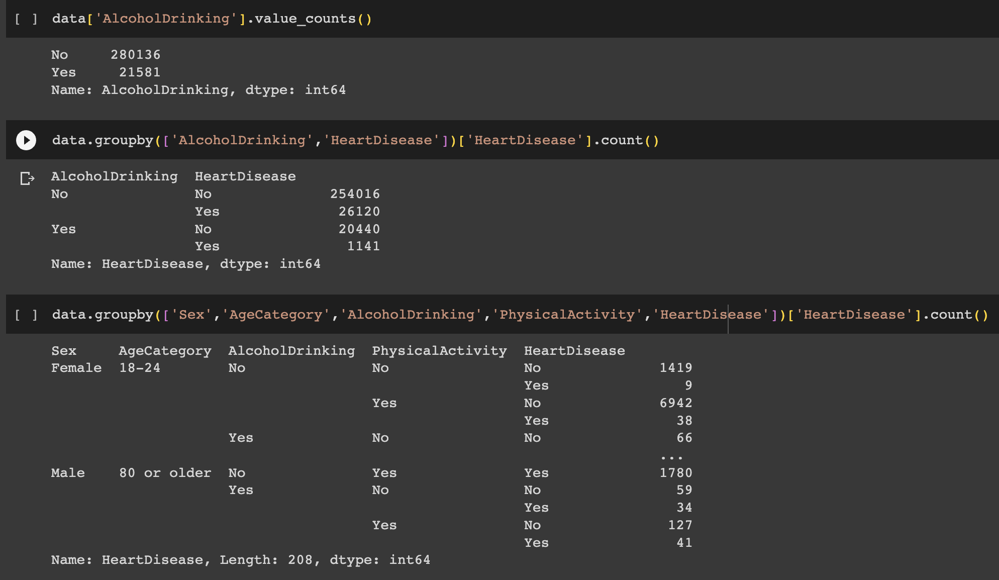 [ ] data['AlcoholDrinking'].value_counts()
No     280136
Yes     21581
Name: AlcoholDrinking, dtype: int64
data.groupby(['AlcoholDrinking','HeartDisease'])['HeartDisease'].count()
AlcoholDrinking  HeartDisease
No               No              254016
                 Yes              26120
Yes              No               20440
                 Yes               1141
Name: HeartDisease, dtype: int64
[ ] data.groupby(['Sex','AgeCategory','AlcoholDrinking','PhysicalActivity','HeartDisease'])['HeartDisease'].count()
Sex     AgeCategory  AlcoholDrinking  PhysicalActivity  HeartDisease
Female  18-24        No               No                No              1419
                                                        Yes                9
                                      Yes               No              6942
                                                        Yes               38
                     Yes              No                No                66
                                                                        ...
Male    80 or older  No               Yes               Yes             1780
                     Yes              No                No                59
                                                        Yes               34
                                      Yes               No               127
                                                        Yes               41
Name: HeartDisease, Length: 208, dtype: int64